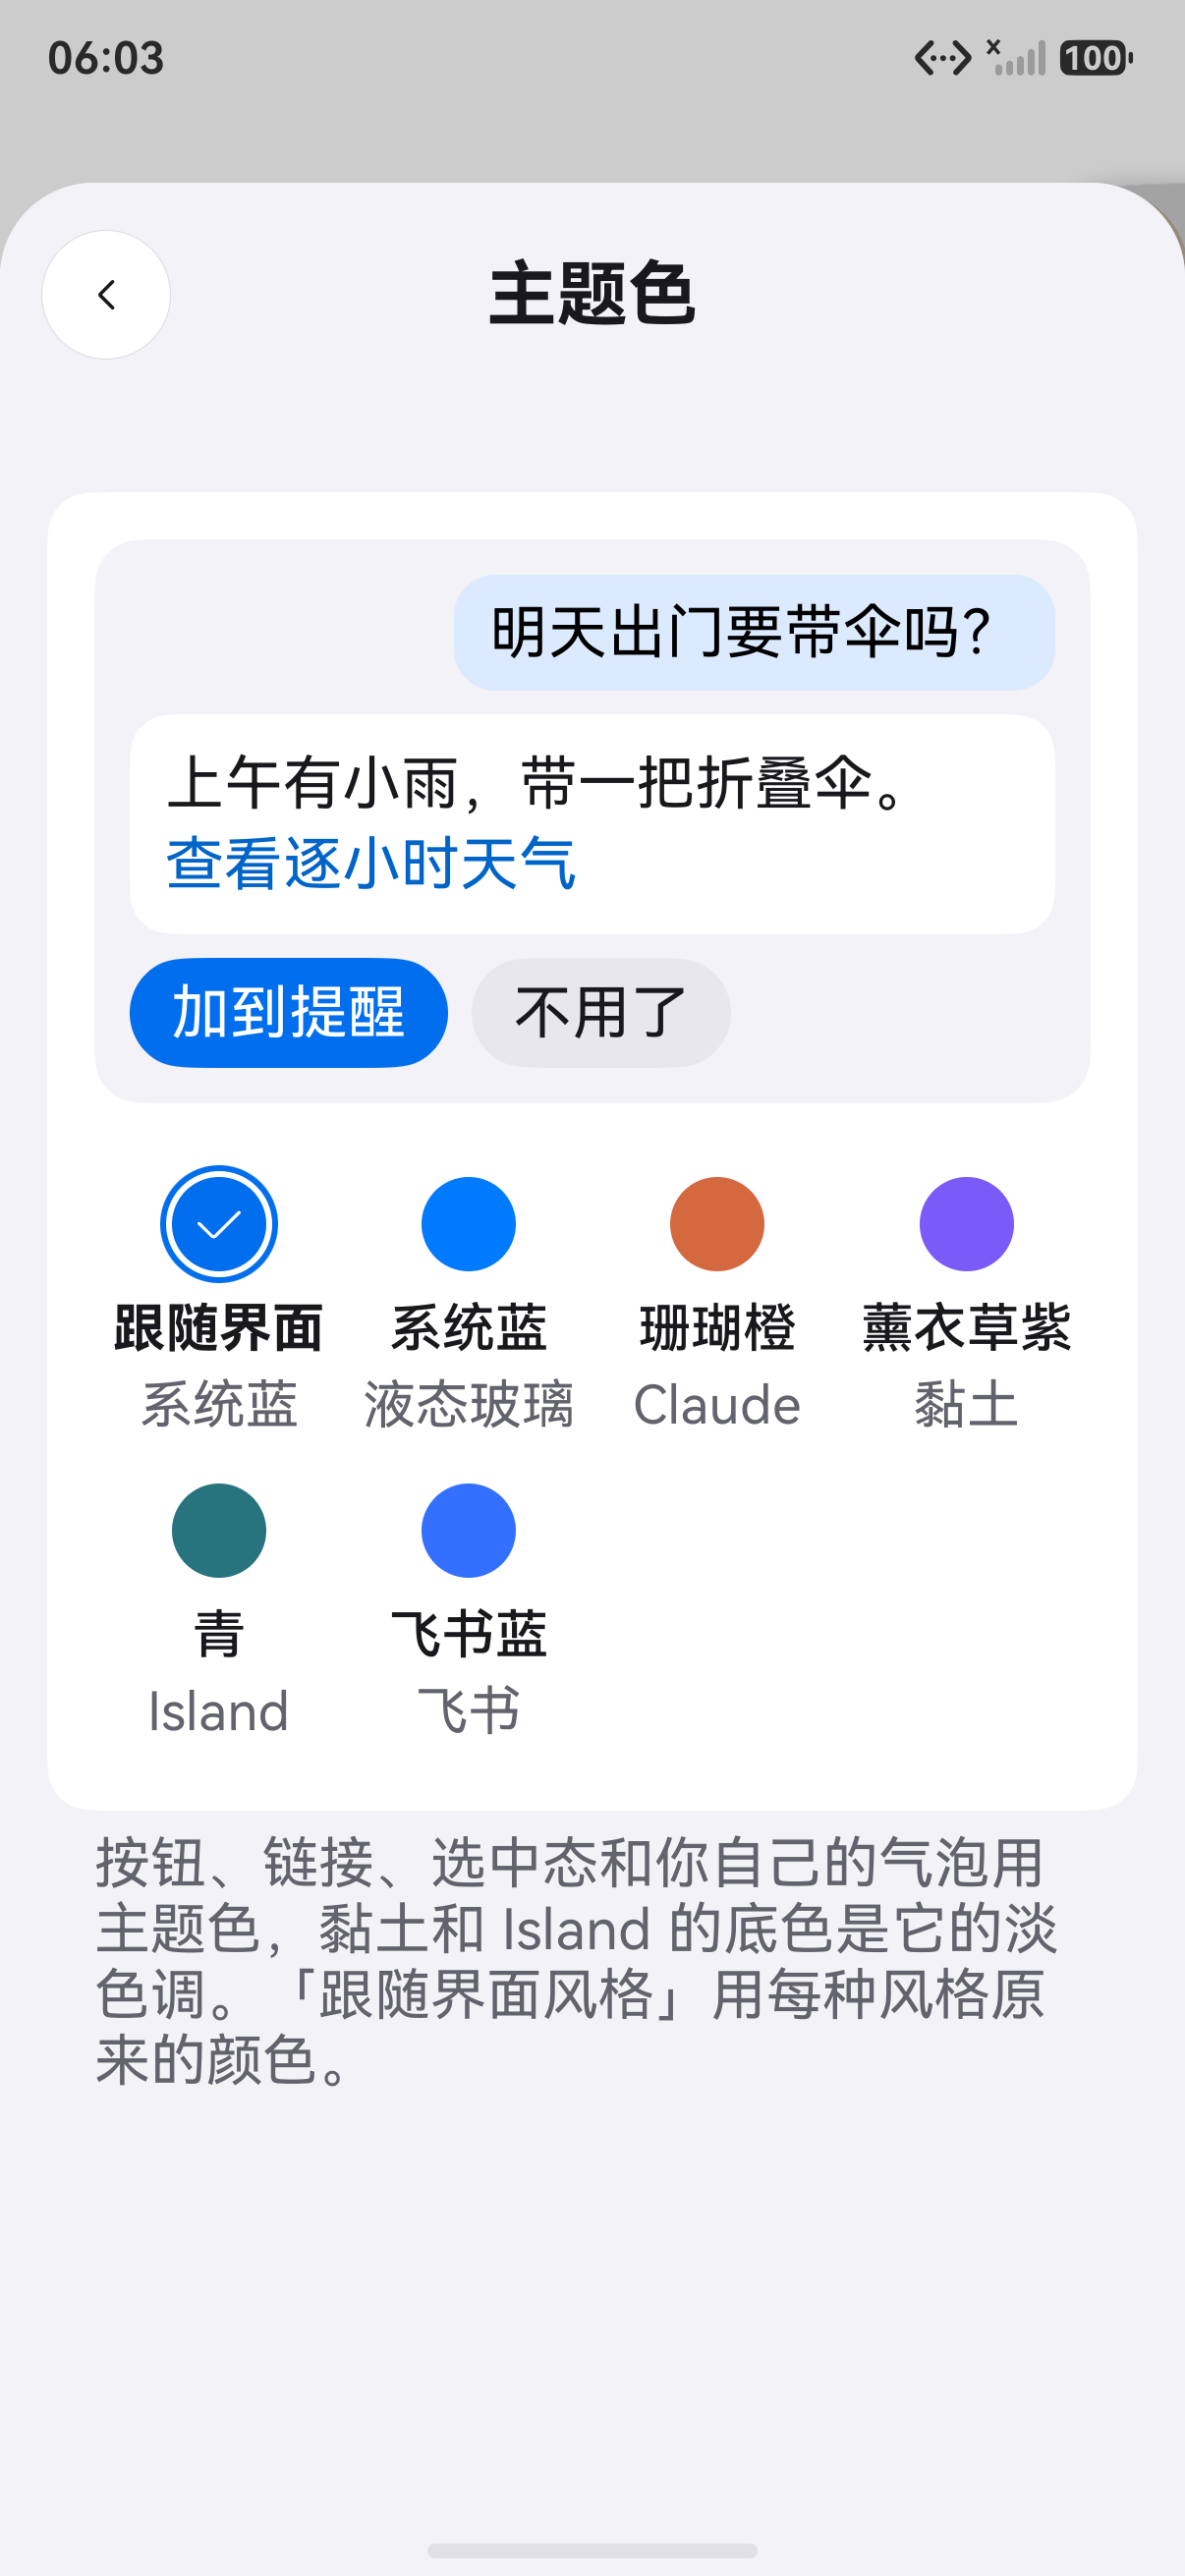 06:03
100
主题色
明天出门要带伞吗？
上午有小雨，带一把折叠伞。
查看逐小时天气
加到提醒 不用了
跟随界面 系统蓝 珊瑚橙 薰衣草紫
系统蓝 液态玻璃 Claude 黏土
青 飞书蓝
Island 飞书
按钮、链接、选中态和你自己的气泡用
主题色，黏土和 Island 的底色是它的淡
色调。「跟随界面风格」用每种风格原
来的颜色。